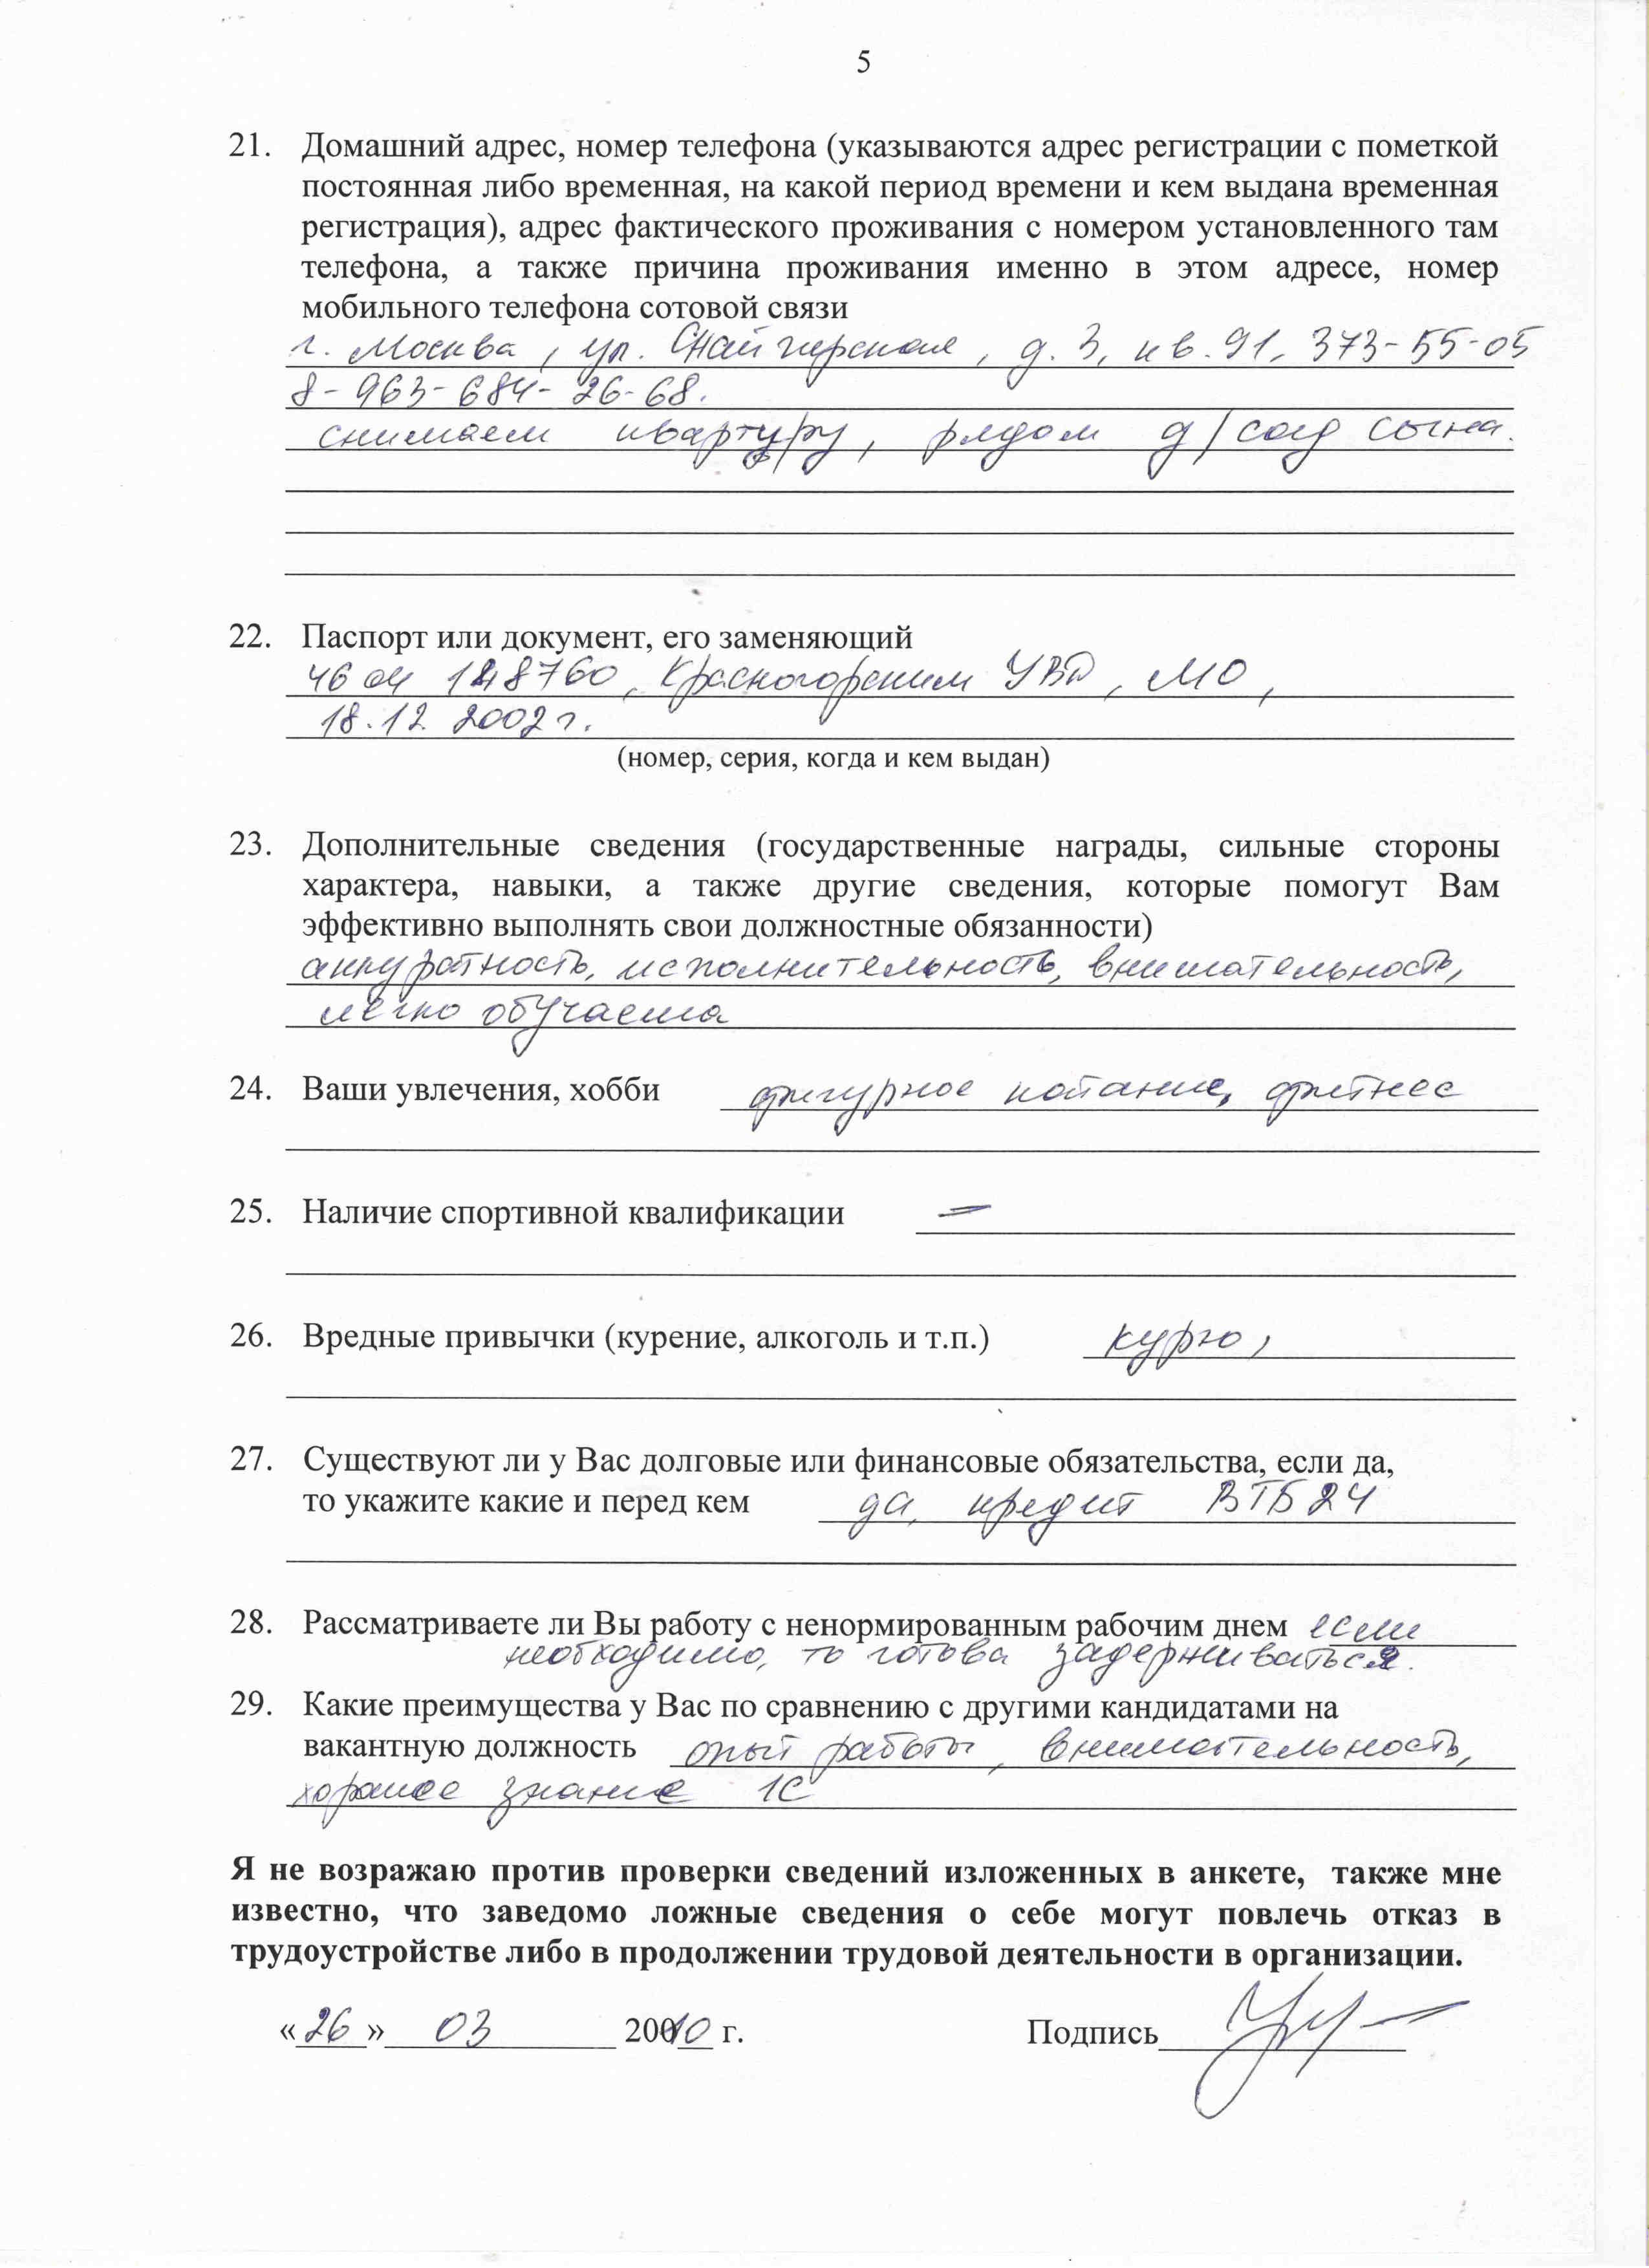 5
21. Домашний адрес, номер телефона (указываются адрес регистрации с пометкой
постоянная либо временная, на какой период времени и кем выдана временная
регистрация), адрес фактического проживания с номером установленного там
телефона, а также причина проживания именно в этом адресе, номер
мобильного телефона сотовой связи
г. Москва, ул. Снайперская, д. 3, кв. 91, 373-55-05
8-963-684-26-68.
снимаем квартуру, рядом д/сад сына.
22. Паспорт или документ, его заменяющий
46 04 148760, Красногорским УВД, МО,
18.12.2002 г.
(номер, серия, когда и кем выдан)
23. Дополнительные сведения (государственные награды, сильные стороны
характера, навыки, а также другие сведения, которые помогут Вам
эффективно выполнять свои должностные обязанности)
аккуратность, исполнительность, внимательность,
легко обучаема
24. Ваши увлечения, хобби фигурное катание, фитнес
25. Наличие спортивной квалификации —
26. Вредные привычки (курение, алкоголь и т.п.) курю,
27. Существуют ли у Вас долговые или финансовые обязательства, если да,
то укажите какие и перед кем да, кредит ВТБ 24
28. Рассматриваете ли Вы работу с ненормированным рабочим днем если
необходимо, то готова задерживаться.
29. Какие преимущества у Вас по сравнению с другими кандидатами на
вакантную должность опыт работы, внимательность,
хорошее знание 1С
Я не возражаю против проверки сведений изложенных в анкете, также мне
известно, что заведомо ложные сведения о себе могут повлечь отказ в
трудоустройстве либо в продолжении трудовой деятельности в организации.
«26» 03 2010 г. Подпись